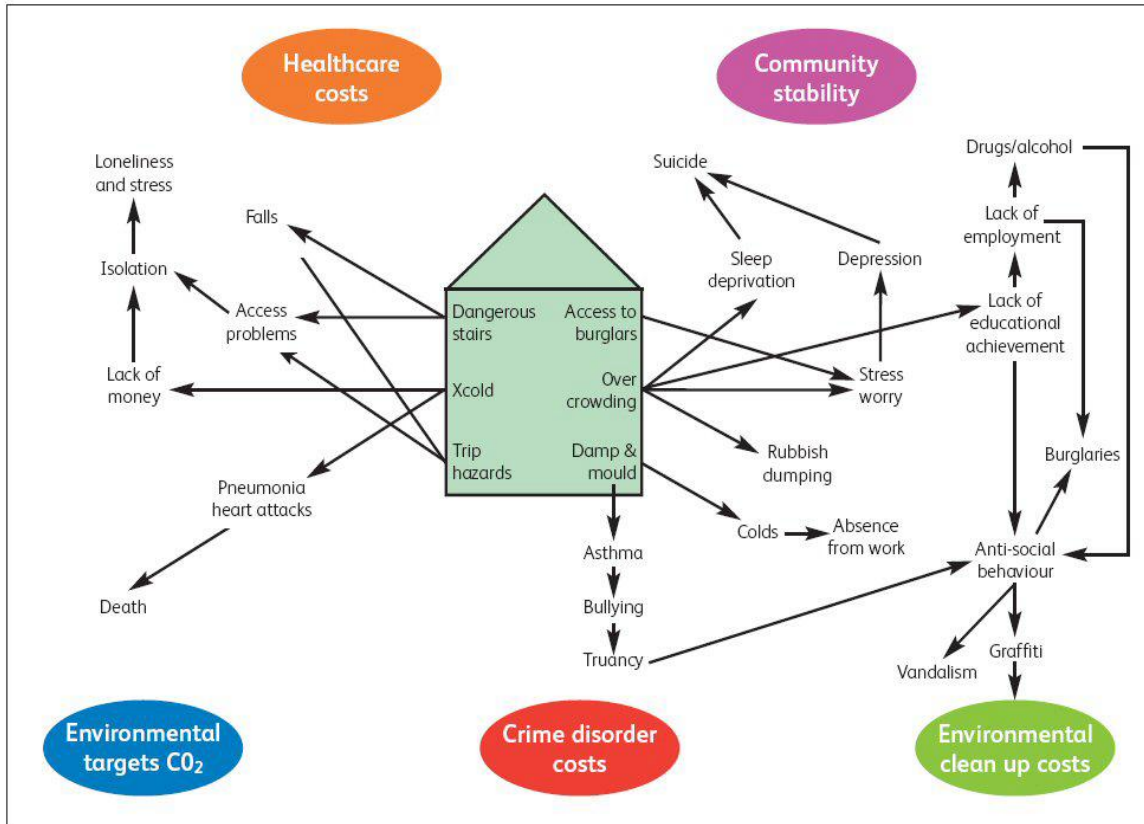 Healthcare
costs
Community
stability
Loneliness
and stress
Falls
Isolation
Access
problems
Lack of
money
Pneumonia
heart attacks
Death
Dangerous
stairs
Xcold
Trip
hazards
Access to
burglars
Over
crowding
Damp &
mould
Suicide
Sleep
deprivation
Depression
Stress
worry
Rubbish
dumping
Colds
Absence
from work
Asthma
Bullying
Truancy
Drugs/alcohol
Lack of
employment
Lack of
educational
achievement
Burglaries
Anti-social
behaviour
Graffiti
Vandalism
Environmental
targets C0₂
Crime disorder
costs
Environmental
clean up costs